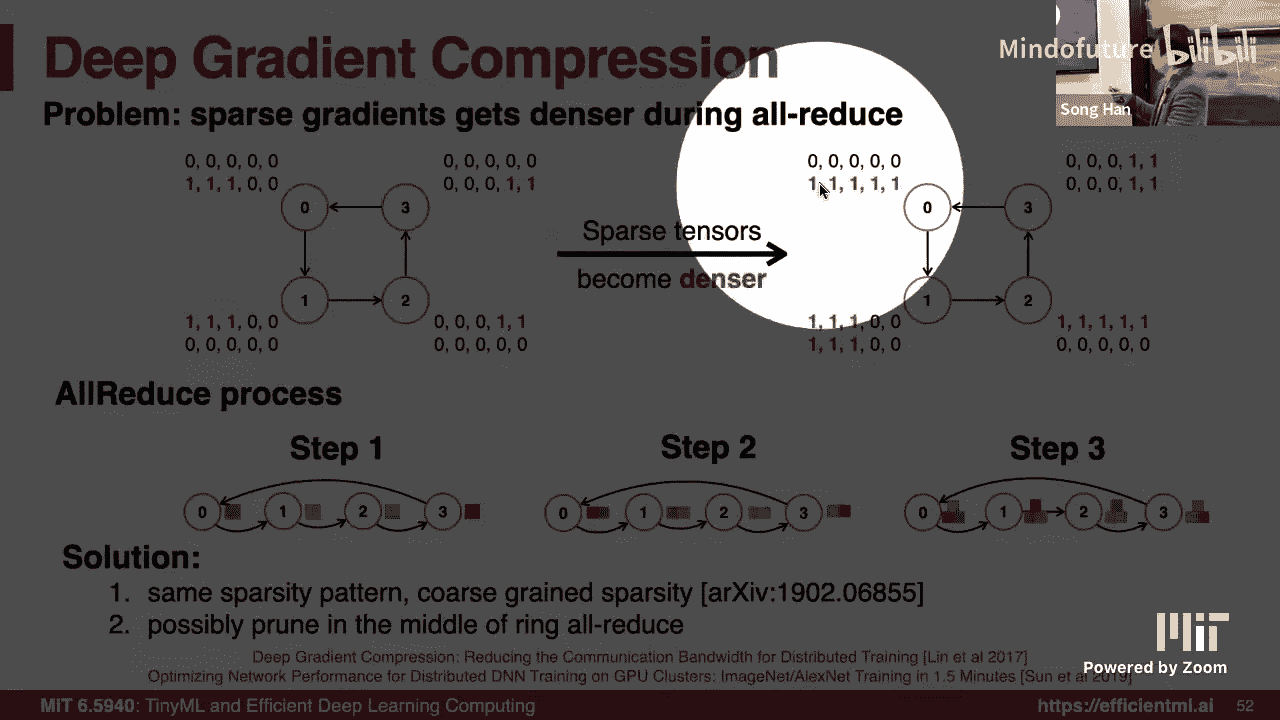 Deep Gradient Compression
Mindofuture bilibili
Song Han
Problem: sparse gradients gets denser during all-reduce
0, 0, 0, 0, 0
1, 1, 1, 0, 0
0, 0, 0, 0, 0
0, 0, 0, 1, 1
0
3
1
2
1, 1, 1, 0, 0
0, 0, 0, 0, 0
0, 0, 0, 1, 1
0, 0, 0, 0, 0
Sparse tensors
become denser
0, 0, 0, 0, 0
1, 1, 1, 1, 1
0, 0, 0, 1, 1
0, 0, 0, 1, 1
0
3
1
2
1, 1, 1, 0, 0
1, 1, 1, 0, 0
1, 1, 1, 1, 1
0, 0, 0, 0, 0
AllReduce process
Step 1
Step 2
Step 3
0 1 2 3
0 1 2 3
0 1 2 3
Solution:
1. same sparsity pattern, coarse grained sparsity [arXiv:1902.06855]
2. possibly prune in the middle of ring all-reduce
Deep Gradient Compression: Reducing the Communication Bandwidth for Distributed Training [Lin et al 2017]
Optimizing Network Performance for Distributed DNN Training on GPU Clusters: ImageNet/AlexNet Training in 1.5 Minutes [Sun et al 2019]
MIT
Powered by Zoom
MIT 6.5940: TinyML and Efficient Deep Learning Computing
https://efficientml.ai
52